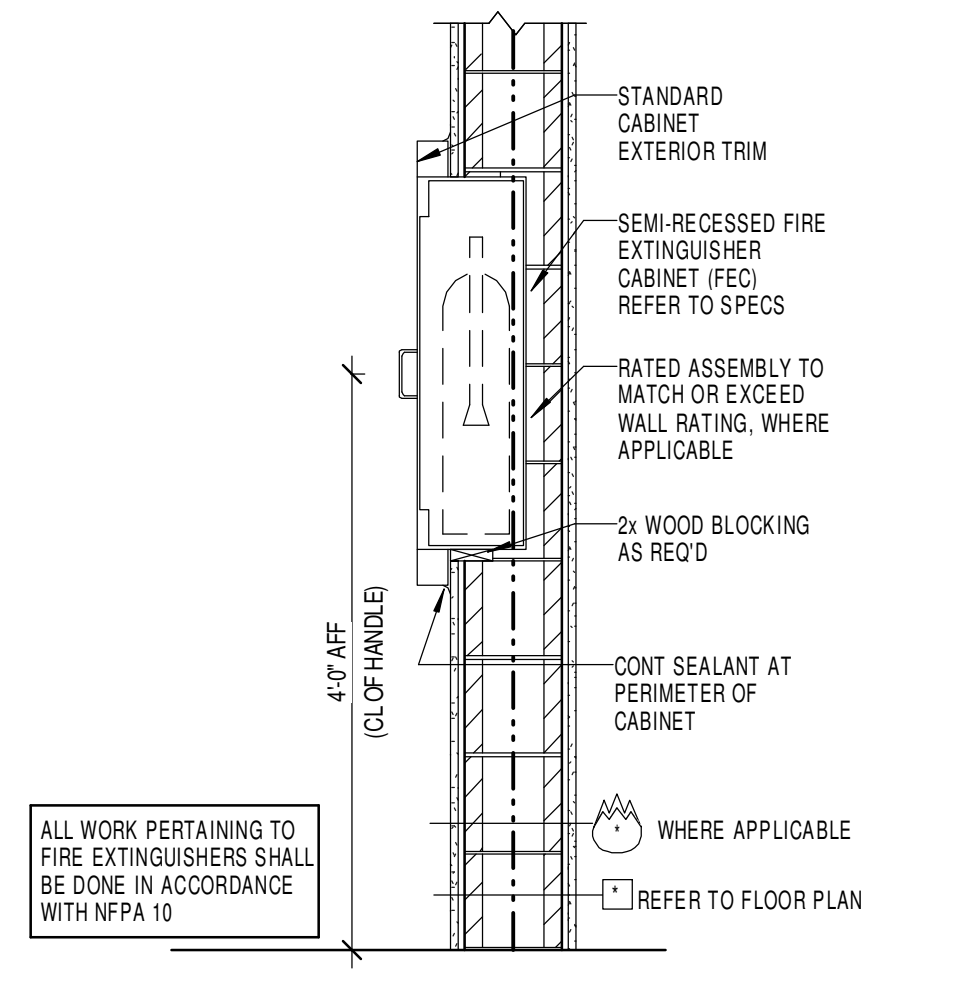 STANDARD
CABINET
EXTERIOR TRIM
SEMI-RECESSED FIRE
EXTINGUISHER
CABINET (FEC)
REFER TO SPECS
RATED ASSEMBLY TO
MATCH OR EXCEED
WALL RATING, WHERE
APPLICABLE
2x WOOD BLOCKING
AS REQ'D
4'-0" AFF
(CL OF HANDLE)
CONT SEALANT AT
PERIMETER OF
CABINET
ALL WORK PERTAINING TO
FIRE EXTINGUISHERS SHALL
BE DONE IN ACCORDANCE
WITH NFPA 10
* WHERE APPLICABLE
* REFER TO FLOOR PLAN